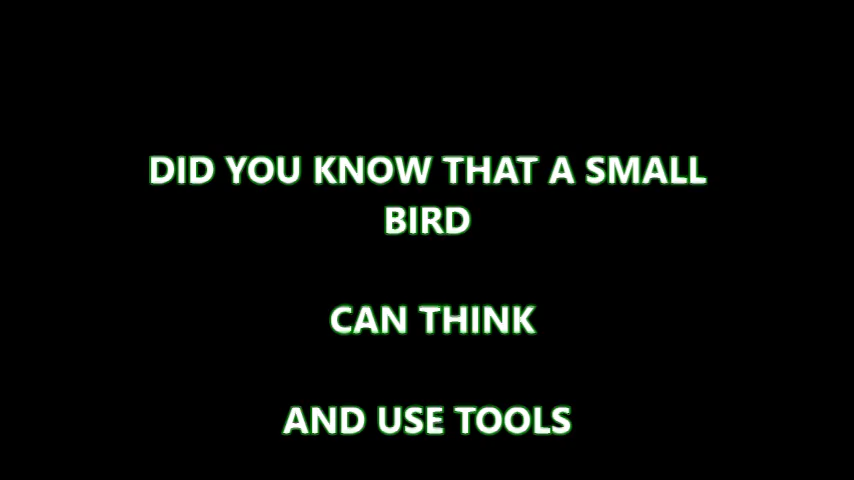 DID YOU KNOW THAT A SMALL
BIRD
CAN THINK
AND USE TOOLS